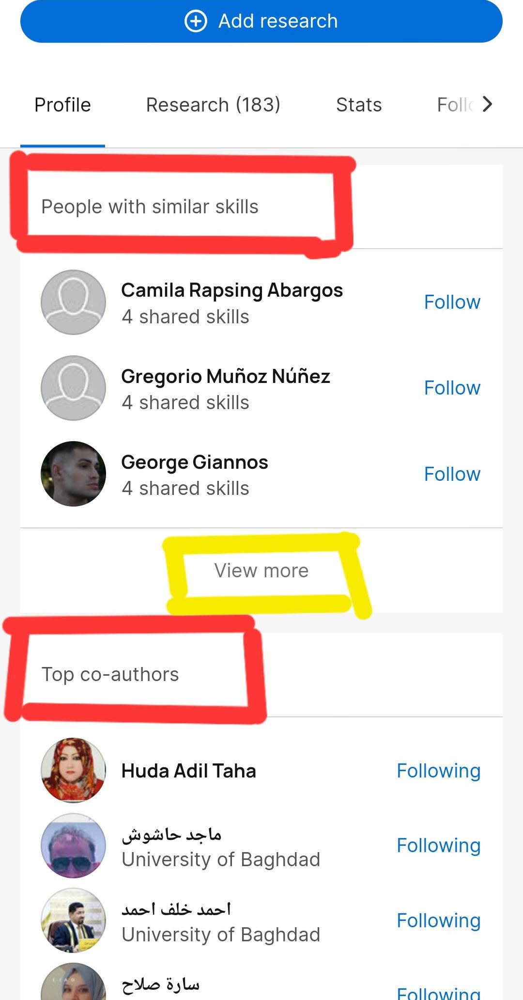 Add research
Profile Research (183) Stats Follo
People with similar skills
Camila Rapsing Abargos
4 shared skills
Follow
Gregorio Muñoz Núñez
4 shared skills
Follow
George Giannos
4 shared skills
Follow
View more
Top co-authors
Huda Adil Taha
Following
ماجد حاشوش
University of Baghdad
Following
احمد خلف احمد
University of Baghdad
Following
سارة صلاح
Following